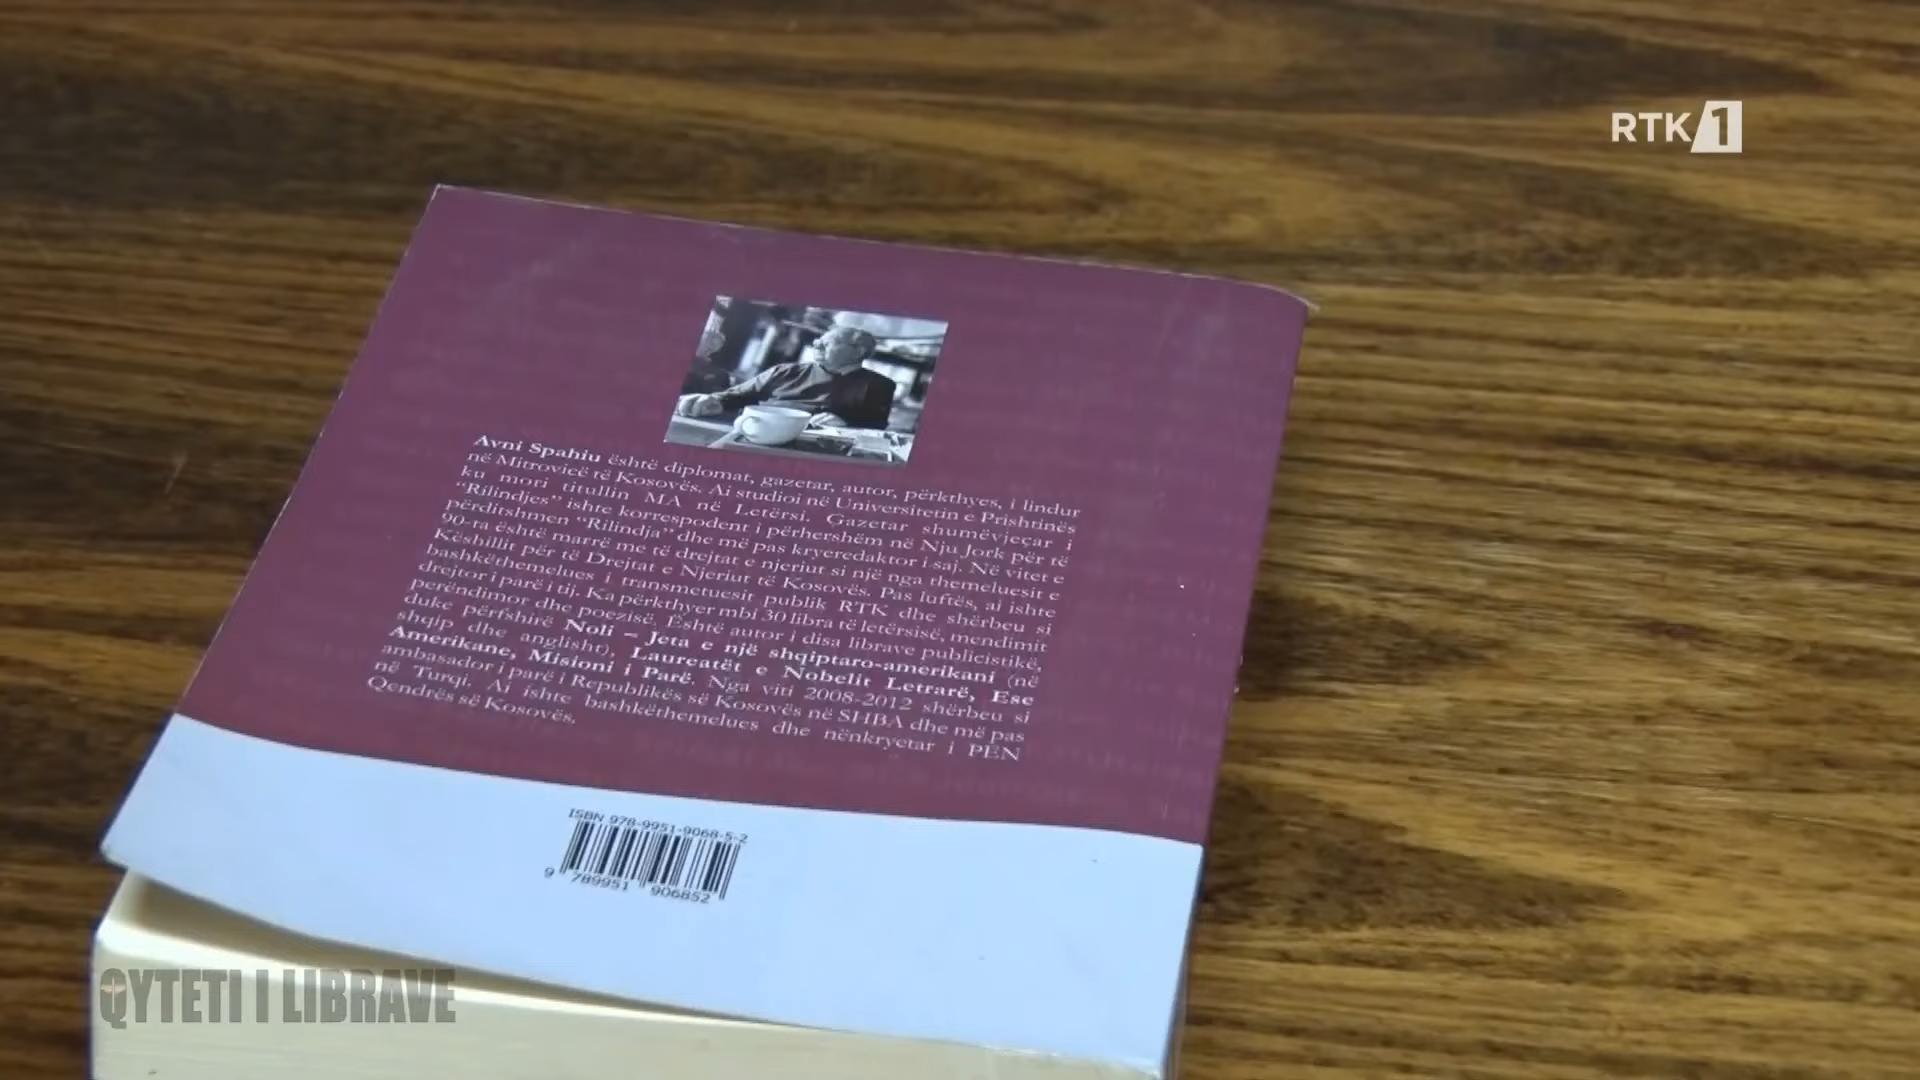 RTK 1
Avni Spahiu është diplomat, gazetar, autor, përkthyes, i lindur
në Mitrovicë të Kosovës. Ai studioi në Universitetin e Prishtinës
ku mori titullin MA në Letërsi. Gazetar shumëvjeçar i
“Rilindjes” ishte korrespodent i përhershëm në Nju Jork për të
përditshmen “Rilindja” dhe më pas kryeredaktor i saj. Në vitet e
90-ra është marrë me të drejtat e njeriut si një nga themeluesit e
Këshillit për të Drejtat e Njeriut të Kosovës. Pas luftës, ai ishte
bashkëthemelues i transmetuesit publik RTK dhe shërbeu si
drejtor i parë i tij. Ka përkthyer mbi 30 libra të letërsisë, mendimit
perëndimor dhe poezisë. Është autor i disa librave publicistikë,
duke përfshirë Noli – Jeta e një shqiptaro-amerikani (në
shqip dhe anglisht), Laureatët e Nobelit Letrarë, Ese
Amerikane, Misioni i Parë. Nga viti 2008-2012 shërbeu si
ambasador i parë i Republikës së Kosovës në SHBA dhe më pas
në Turqi. Ai ishte bashkëthemelues dhe nënkryetar i PEN
Qendrës së Kosovës.
ISBN 978-9951-9068-5-2
9 789951 906852
QYTETI I LIBRAVE